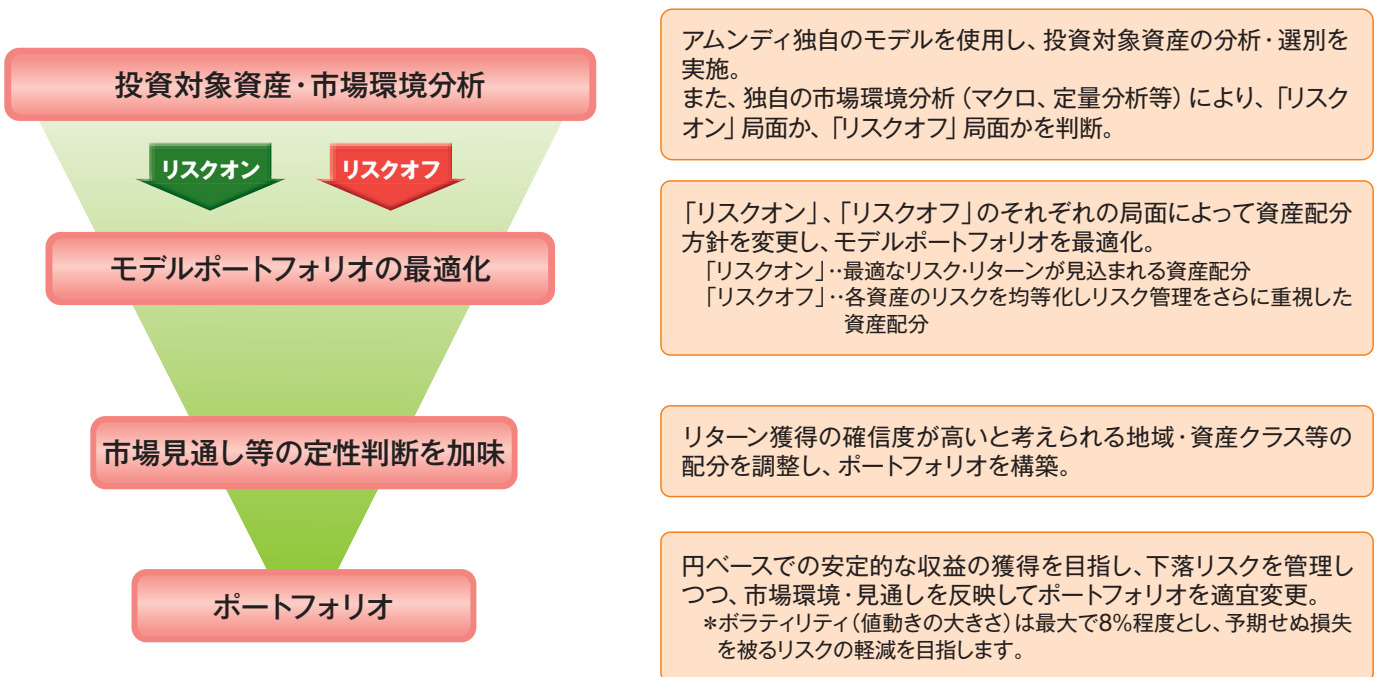 投資対象資産・市場環境分析
アムンディ独自のモデルを使用し、投資対象資産の分析・選別を
実施。
また、独自の市場環境分析(マクロ、定量分析等)により、「リスク
オン」局面か、「リスクオフ」局面かを判断。
リスクオン
リスクオフ
モデルポートフォリオの最適化
「リスクオン」、「リスクオフ」のそれぞれの局面によって資産配分
方針を変更し、モデルポートフォリオを最適化。
「リスクオン」‥最適なリスク・リターンが見込まれる資産配分
「リスクオフ」‥各資産のリスクを均等化しリスク管理をさらに重視した
資産配分
市場見通し等の定性判断を加味
リターン獲得の確信度が高いと考えられる地域・資産クラス等の
配分を調整し、ポートフォリオを構築。
ポートフォリオ
円ベースでの安定的な収益の獲得を目指し、下落リスクを管理し
つつ、市場環境・見通しを反映してポートフォリオを適宜変更。
*ボラティリティ(値動きの大きさ)は最大で8%程度とし、予期せぬ損失
を被るリスクの軽減を目指します。